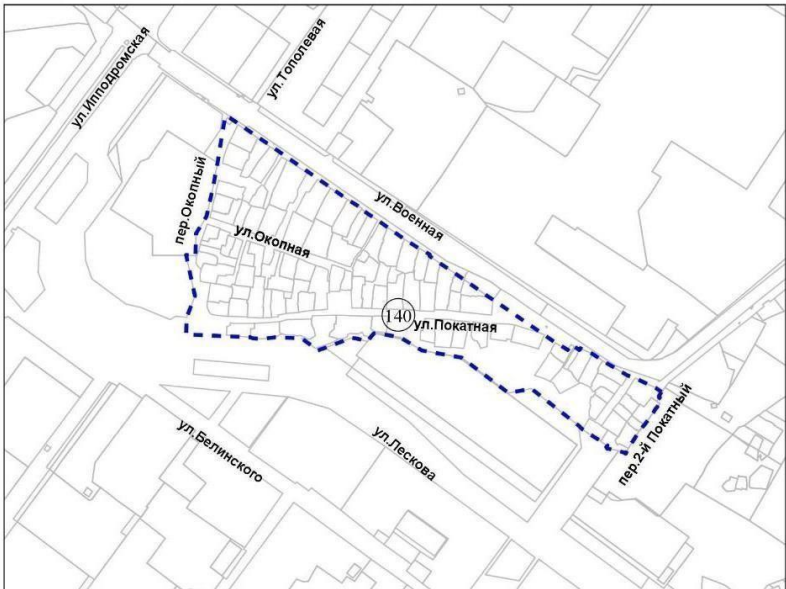 ул.Ипподромская
ул.Тополевая
пер.Окопный
ул.Военная
ул.Окопная
140
ул.Покатная
пер.2-й Покатный
ул.Белинского
ул.Лескова